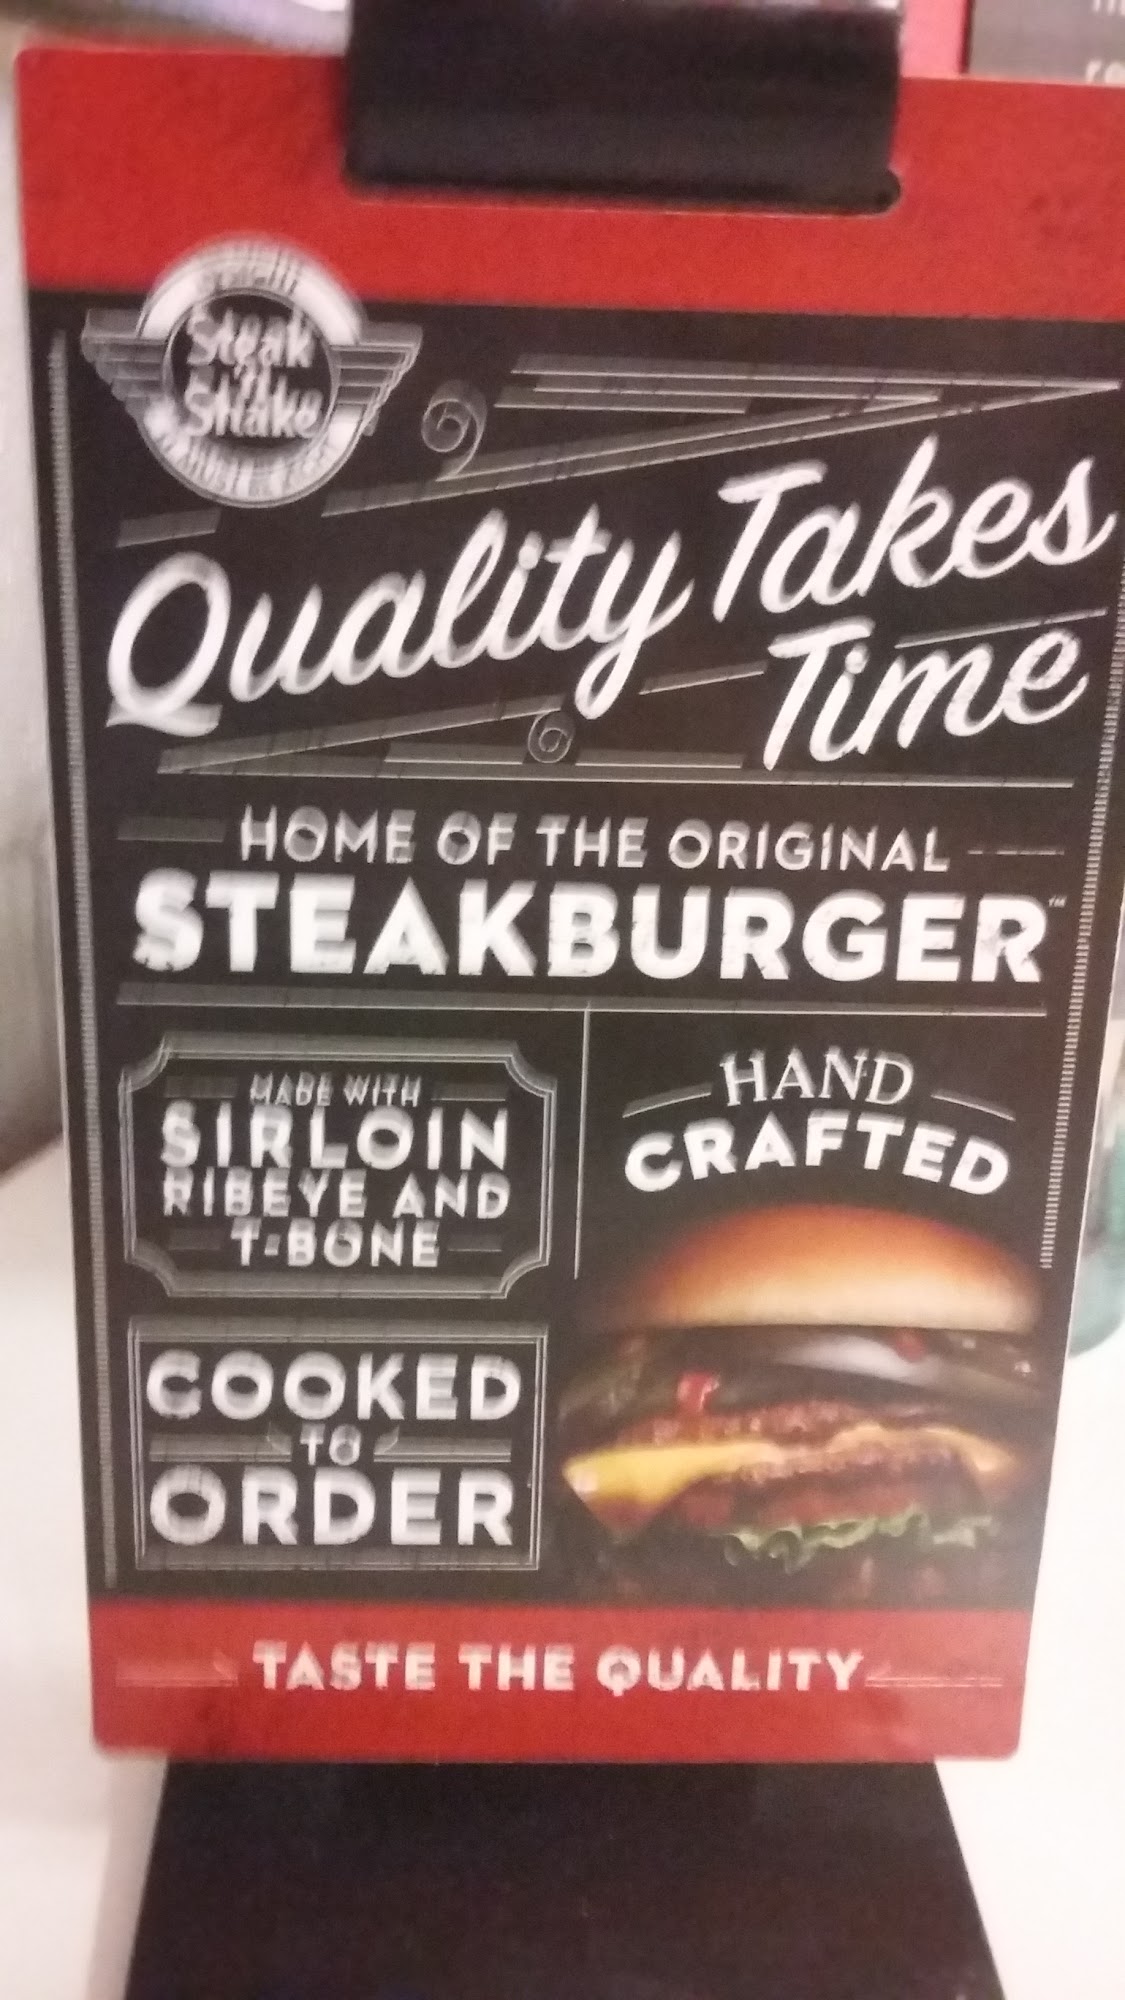 Steak
'n
Shake
Quality Takes
Time
HOME OF THE ORIGINAL
STEAKBURGER™
MADE WITH
SIRLOIN
RIBEYE AND
T-BONE
HAND
CRAFTED
COOKED
TO
ORDER
TASTE THE QUALITY